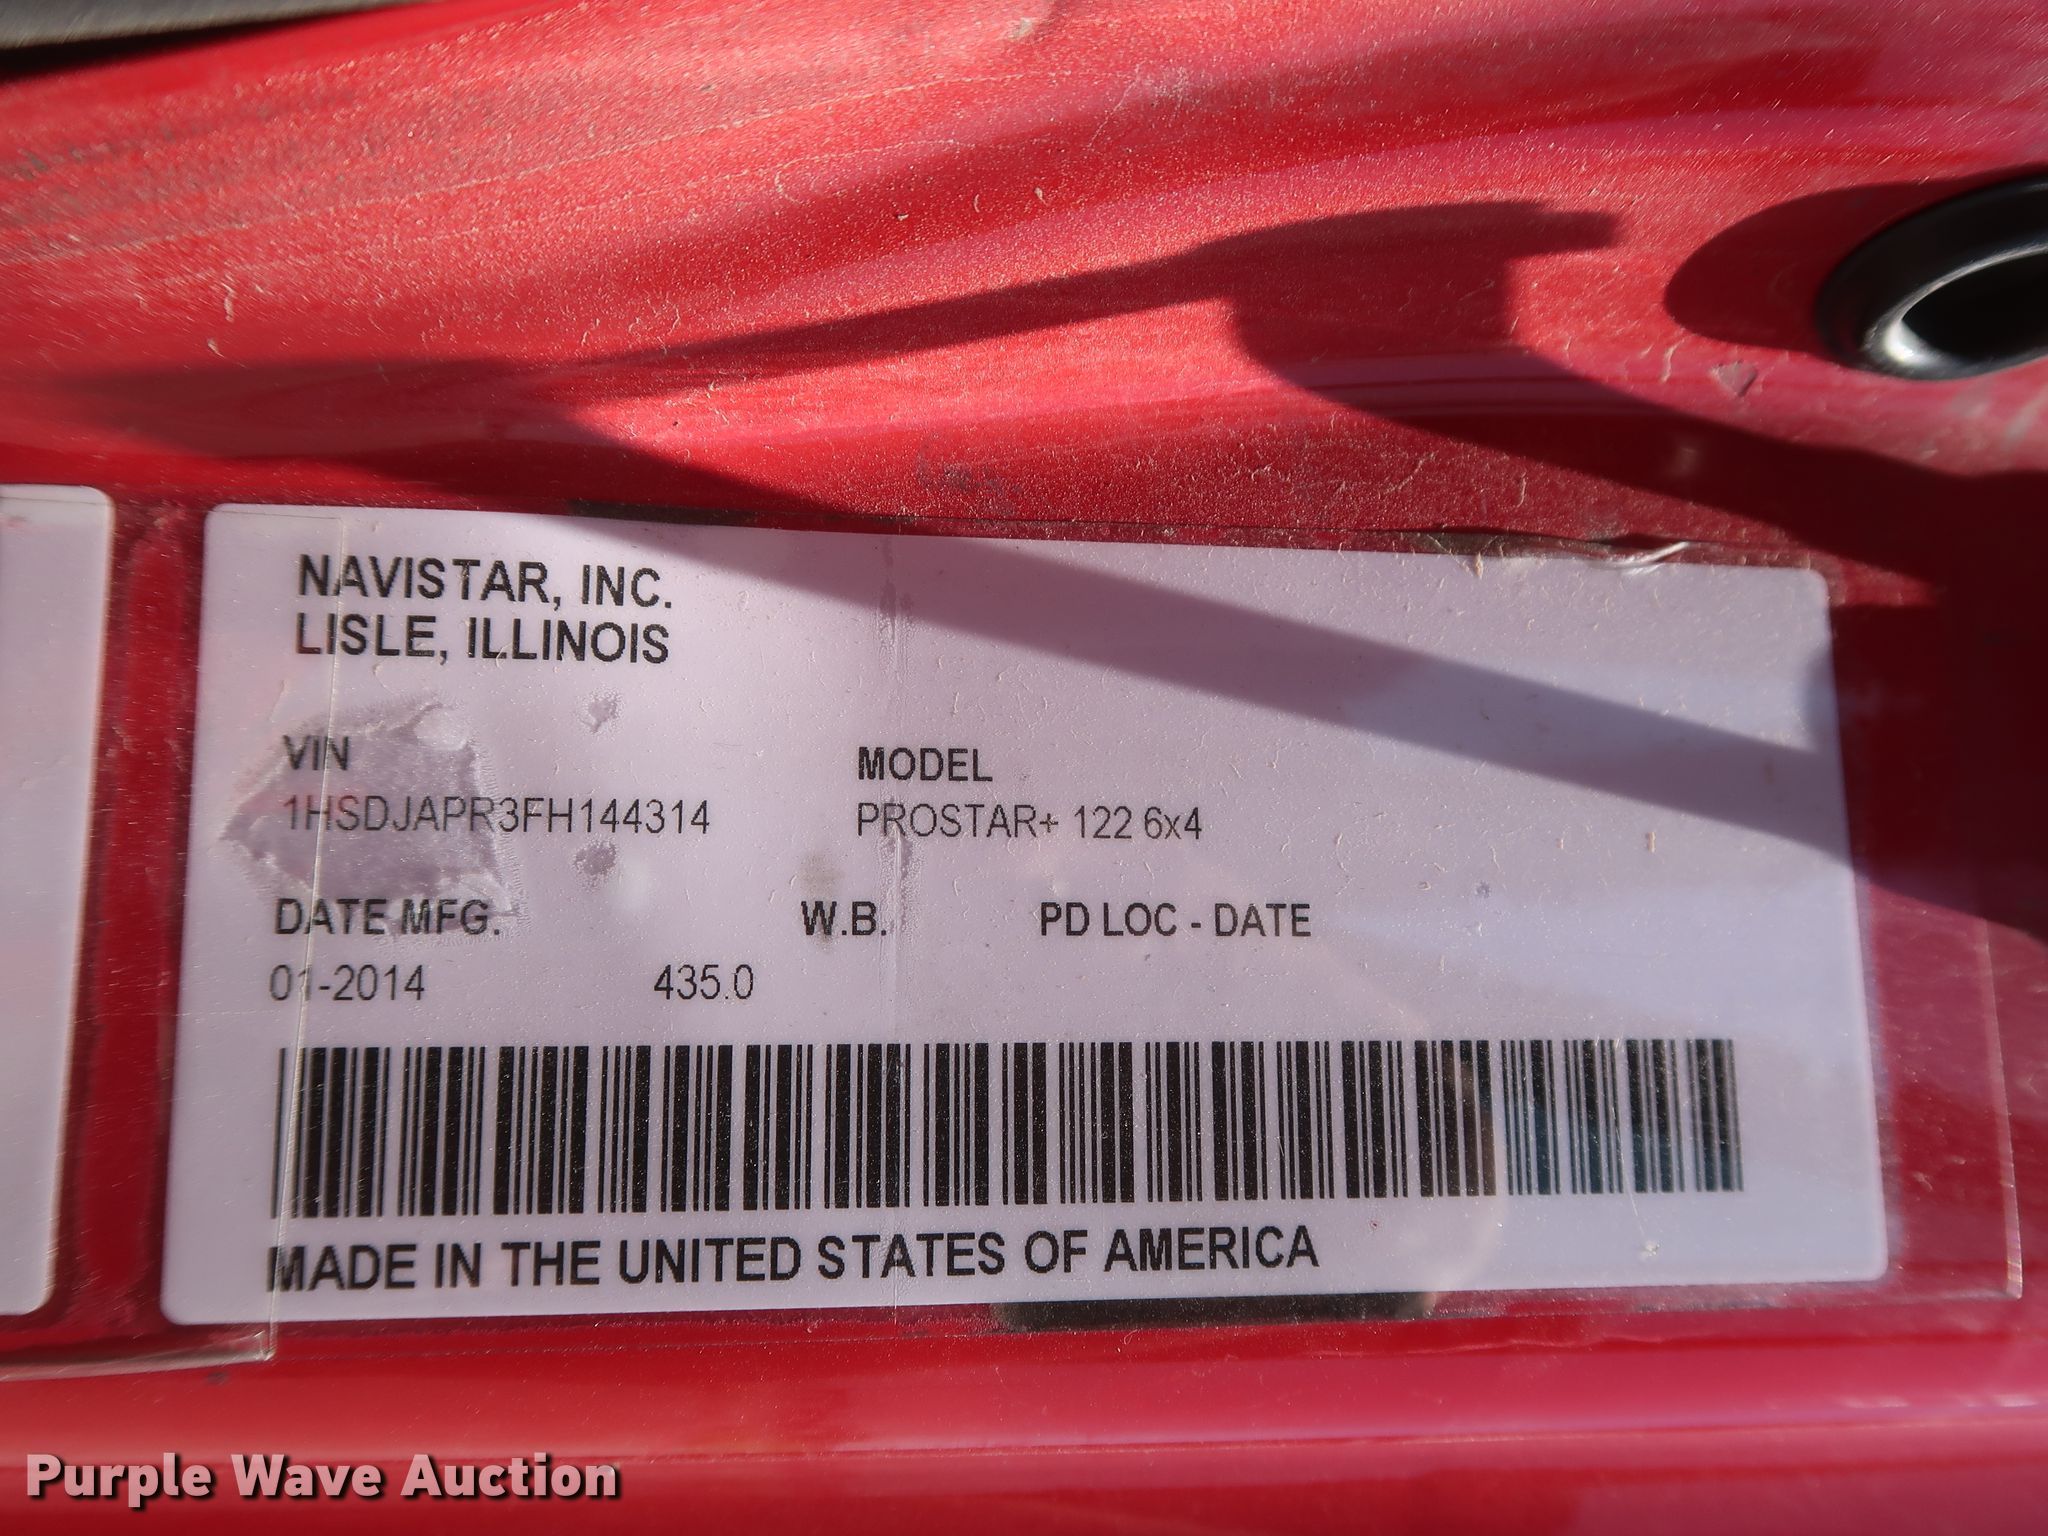 NAVISTAR, INC.
LISLE, ILLINOIS
VIN MODEL
1HSDJAPR3FH144314 PROSTAR+ 122 6x4
DATE MFG. W.B. PD LOC - DATE
01-2014 435.0
MADE IN THE UNITED STATES OF AMERICA
Purple Wave Auction